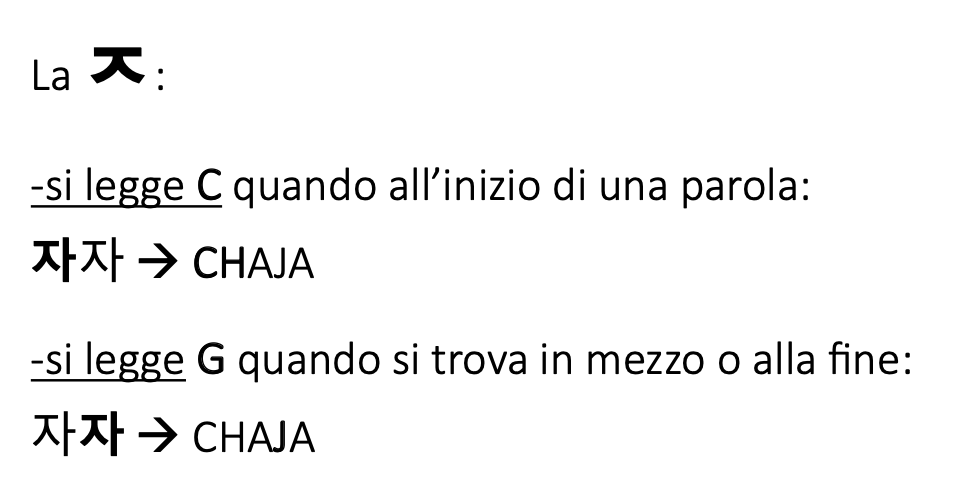 La ㅈ:
-si legge C quando all’inizio di una parola:
자자 → CHAJA
-si legge G quando si trova in mezzo o alla fine:
자자 → CHAJA